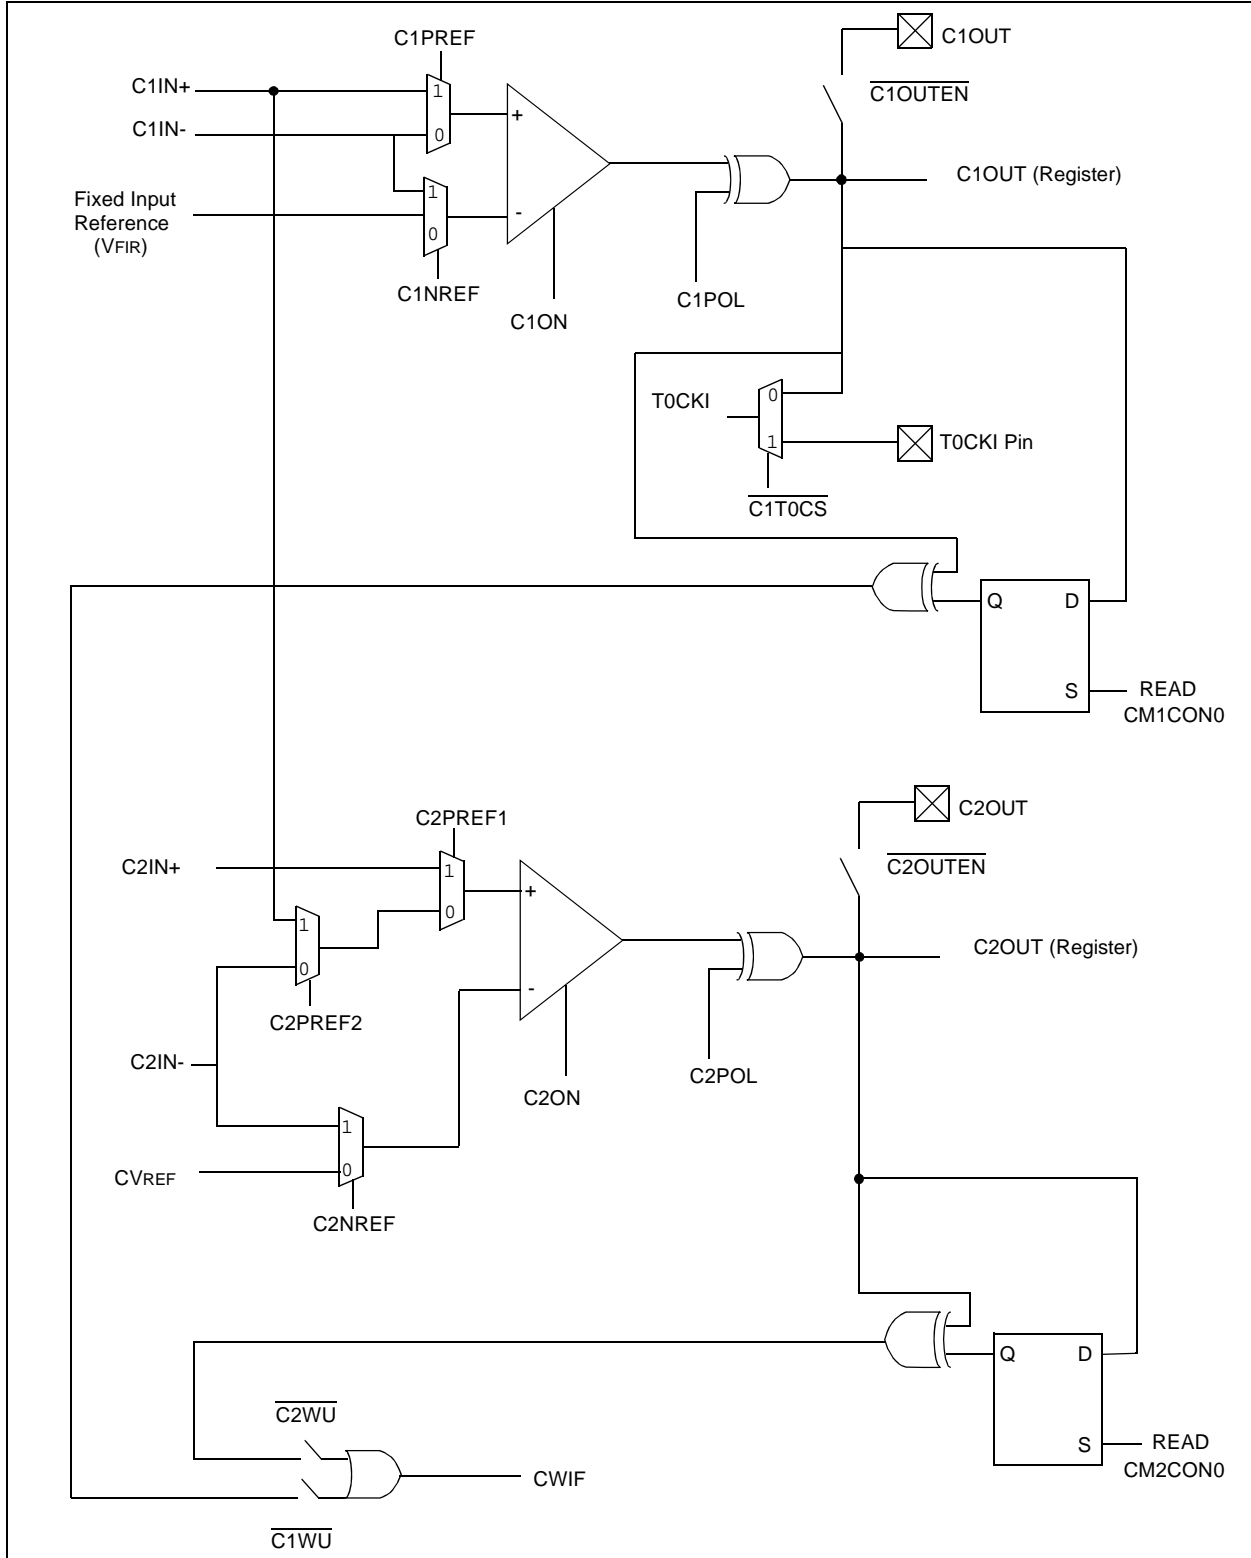 C1OUT
C1PREF
C1OUTEN
C1IN+
1
+
C1IN-
0
C1OUT (Register)
Fixed Input
Reference
(VFIR)
1
-
0
C1NREF
C1POL
C1ON
T0CKI
0
1
T0CKI Pin
C1T0CS
Q D
S
READ
CM1CON0
C2OUT
C2PREF1
C2OUTEN
C2IN+
1
+
0
1
C2OUT (Register)
0
-
C2PREF2
C2IN-
C2POL
C2ON
1
CVREF
0
C2NREF
Q D
S
READ
CM2CON0
C2WU
CWIF
C1WU